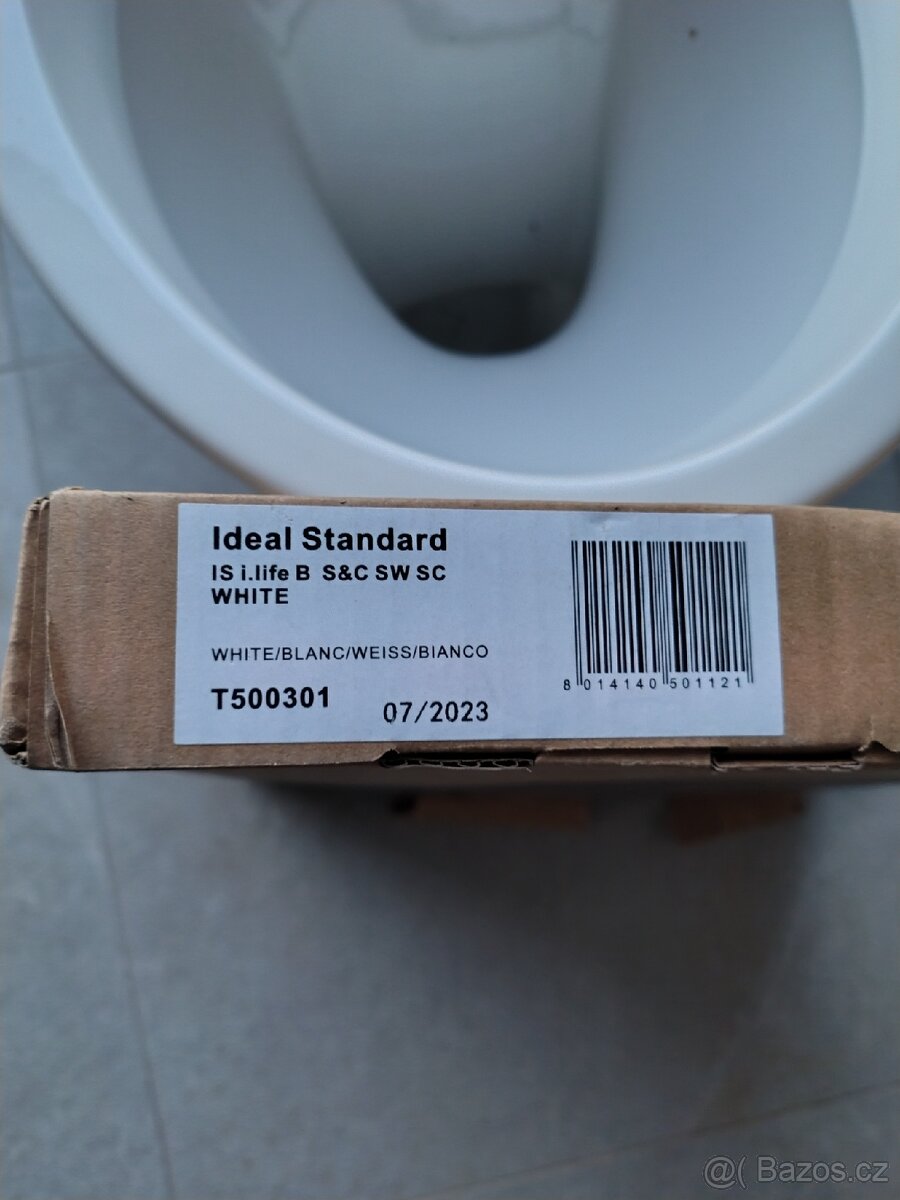 Ideal Standard
IS i.life B S&C SW SC
WHITE
WHITE/BLANC/WEISS/BIANCO
T500301
07/2023
8 014140 501121
@( Bazos.cz